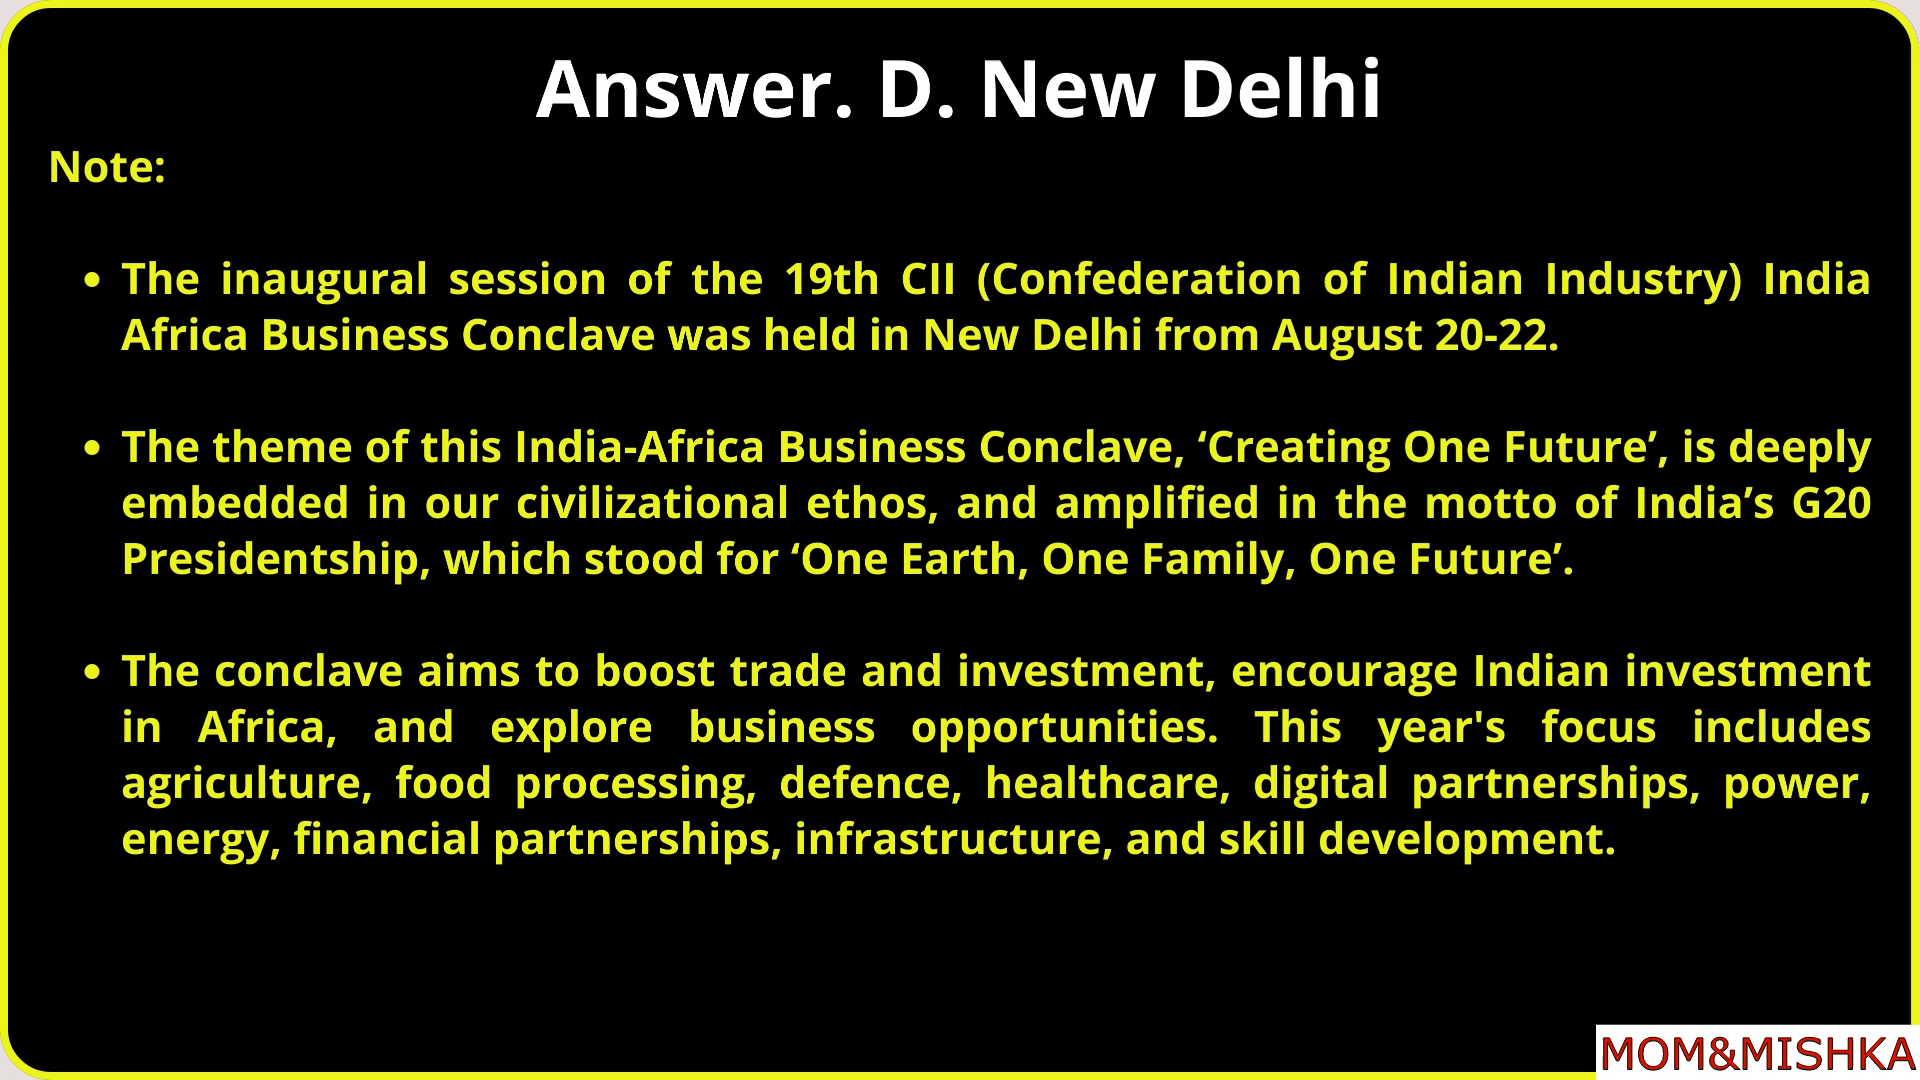 Answer. D. New Delhi
Note:
• The inaugural session of the 19th CII (Confederation of Indian Industry) India
Africa Business Conclave was held in New Delhi from August 20-22.
• The theme of this India-Africa Business Conclave, ‘Creating One Future’, is deeply
embedded in our civilizational ethos, and amplified in the motto of India’s G20
Presidentship, which stood for ‘One Earth, One Family, One Future’.
• The conclave aims to boost trade and investment, encourage Indian investment
in Africa, and explore business opportunities. This year's focus includes
agriculture, food processing, defence, healthcare, digital partnerships, power,
energy, financial partnerships, infrastructure, and skill development.
MOM&MISHKA